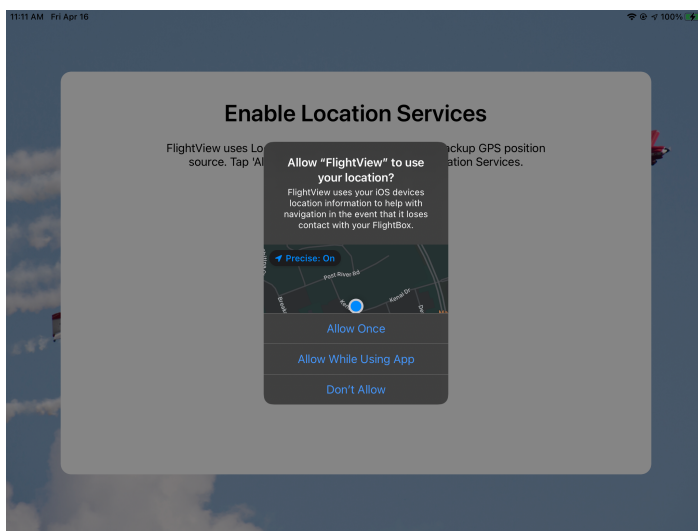 11:11 AM Fri Apr 16
100%
Enable Location Services
FlightView uses Lo
ackup GPS position
source. Tap 'Al
ation Services.
Allow “FlightView” to use
your location?
FlightView uses your iOS devices
location information to help with
navigation in the event that it loses
contact with your FlightBox.
Precise: On
Post River Rd
Kenai Dr
Allow Once
Allow While Using App
Don’t Allow